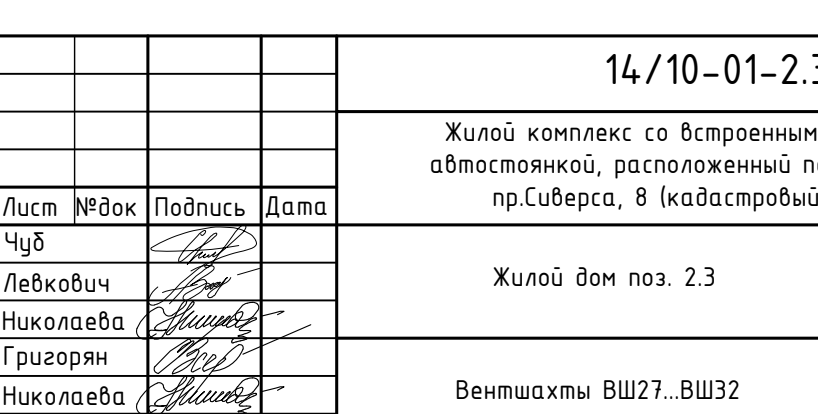 14/10-01-2.3
Жилой комплекс со встроенным
автостоянкой, расположенный
пр.Сиверса, 8 (кадастровый
Лист №док Подпись Дата
Чуб
Левкович
Жилой дом поз. 2.3
Николаева
Григорян
Николаева
Вентшахты ВШ27...ВШ32